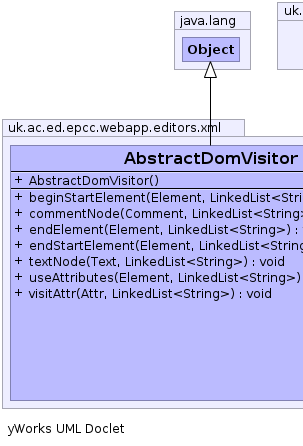 java.lang
uk.
Object
uk.ac.ed.epcc.webapp.editors.xml
AbstractDomVisitor
+ AbstractDomVisitor()
+ beginStartElement(Element, LinkedList<Stri
+ commentNode(Comment, LinkedList<String>
+ endElement(Element, LinkedList<String>) :
+ endStartElement(Element, LinkedList<Strin
+ textNode(Text, LinkedList<String>) : void
+ useAttributes(Element, LinkedList<String>)
+ visitAttr(Attr, LinkedList<String>) : void
yWorks UML Doclet